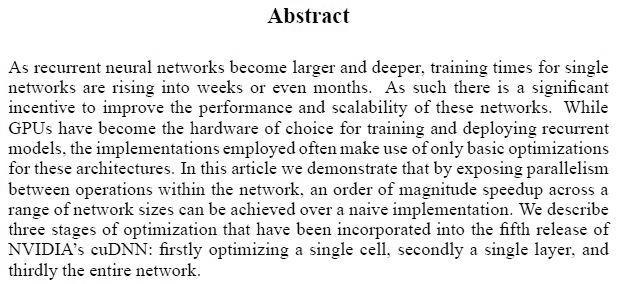 Abstract
As recurrent neural networks become larger and deeper, training times for single
networks are rising into weeks or even months. As such there is a significant
incentive to improve the performance and scalability of these networks. While
GPUs have become the hardware of choice for training and deploying recurrent
models, the implementations employed often make use of only basic optimizations
for these architectures. In this article we demonstrate that by exposing parallelism
between operations within the network, an order of magnitude speedup across a
range of network sizes can be achieved over a naive implementation. We describe
three stages of optimization that have been incorporated into the fifth release of
NVIDIA's cuDNN: firstly optimizing a single cell, secondly a single layer, and
thirdly the entire network.